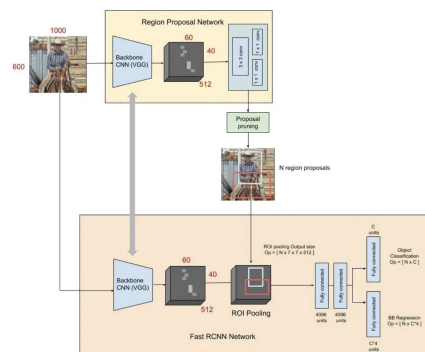 Region Proposal Network
1000
600
Backbone
CNN (VGG)
60
40
512
3 x 3 conv
1 x 1 conv
1 x 1 conv
Proposal
pruning
N region proposals
Backbone
CNN (VGG)
60
40
512
ROI Pooling
ROI pooling Output size
Op = [ N x 7 x 7 x 512 ]
Fully connected
4096
units
Fully connected
4096
units
C
units
Fully connected
Object
Classification
Op = [ N x C ]
Fully connected
C*4
units
BB Regression
Op = [ N x C*4 ]
Fast RCNN Network